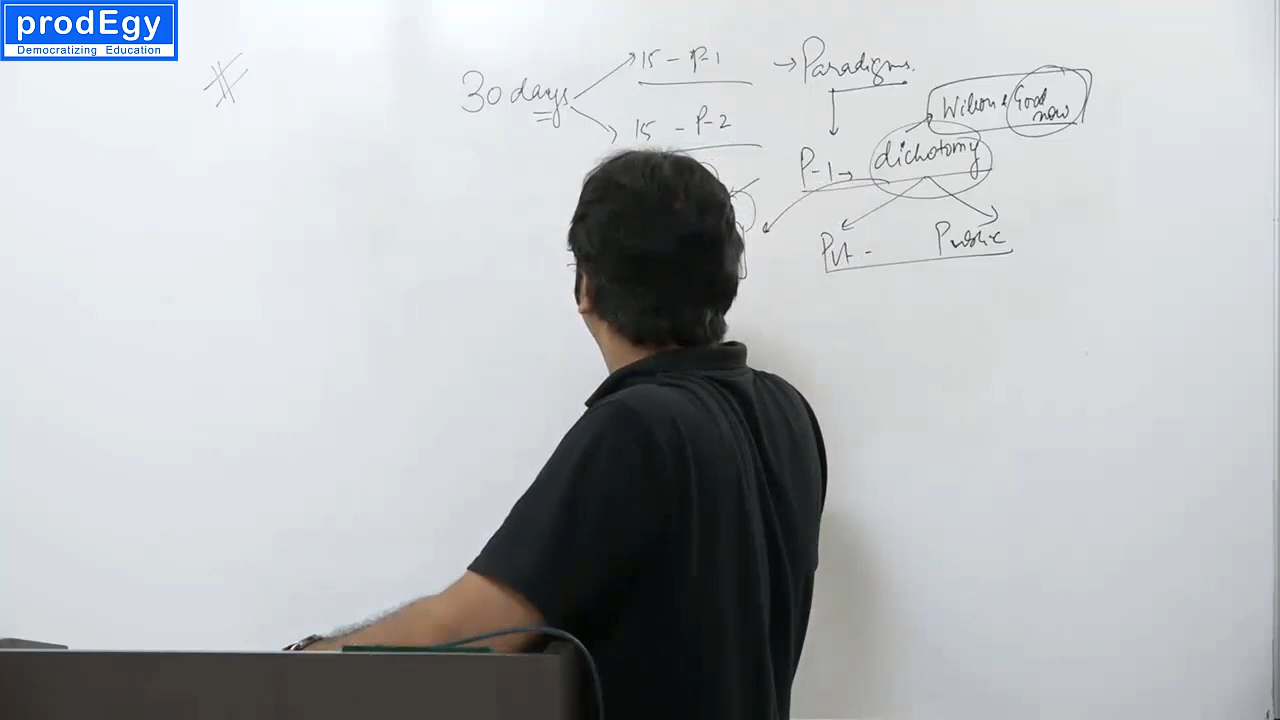 prodEgy
Democratizing Education
#
30 days
15 - P-1
15 - P-2
→ Paradigms.
Wilson & Good
now
P-1 → dichotomy
Pvt - Public